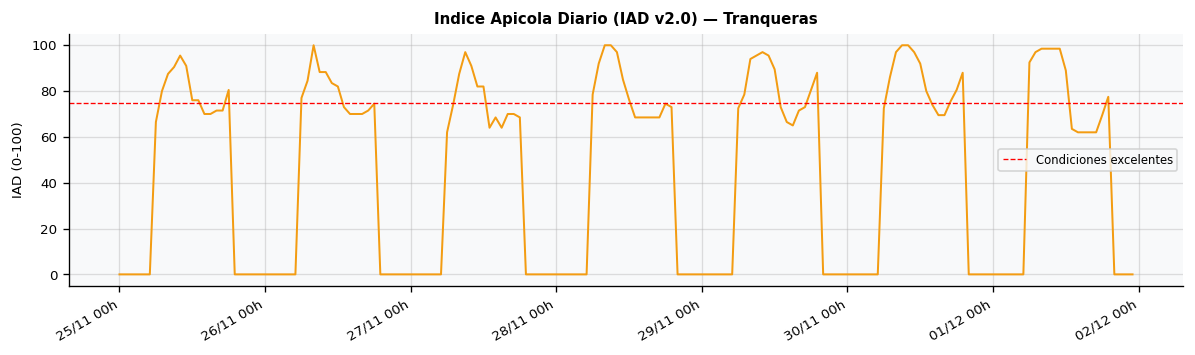 Indice Apicola Diario (IAD v2.0) — Tranqueras
IAD (0-100)
100
80
60
40
20
0
Condiciones excelentes
25/11 00h
26/11 00h
27/11 00h
28/11 00h
29/11 00h
30/11 00h
01/12 00h
02/12 00h